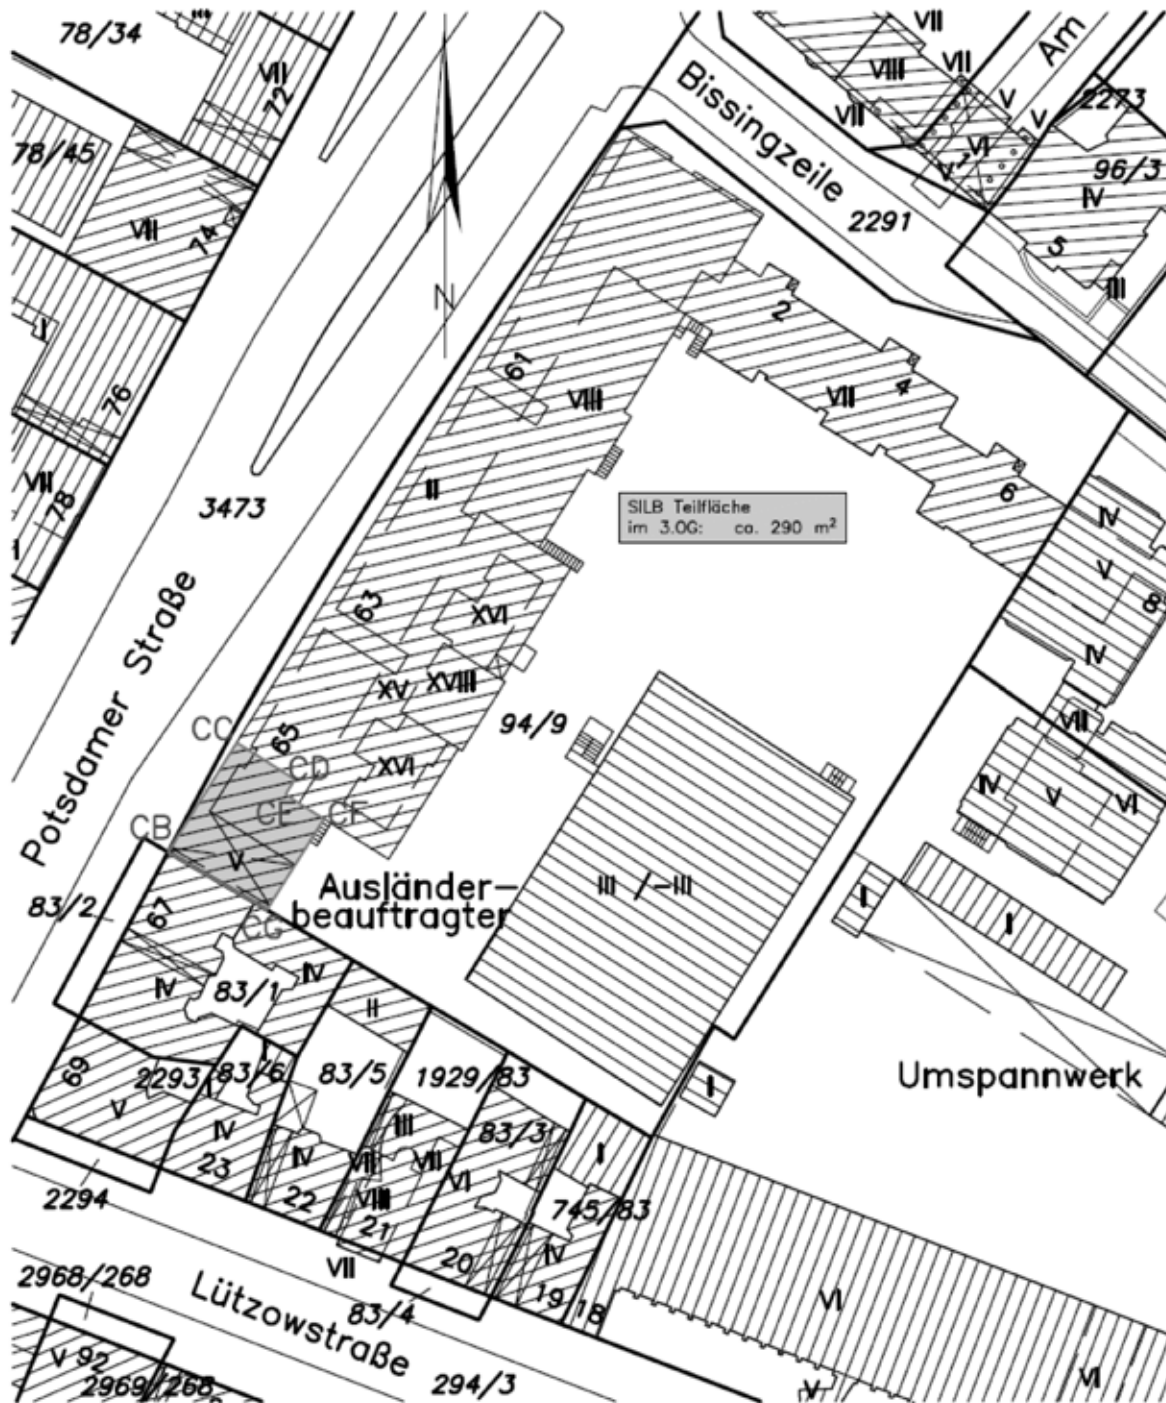 78/34
VII
72
VII
VIII
VII
VII
Am
V
V
2273
VI
V
96/3
IV
5
III
78/45
VII
74
Bissingzeile
2291
N
I
76
VII
78
I
61
VIII
II
2
VII
4
6
3473
SILB Teilfläche
im 3.OG: ca. 290 m²
IV
V
8
IV
VII
63
XVI
XV
XVIII
XVI
94/9
Potsdamer Straße
CC
65
CD
CE
CF
CB
V
CG
Ausländer-
beauftragter
III /-III
IV
V
VI
I
I
83/2
67
IV
83/1
IV
II
Umspannwerk
69
V
2293
83/6
I
83/5
1929/83
I
IV
23
IV
22
III
VII
VII
VIII
21
VI
83/3
20
I
745/83
IV
19
18
2294
VII
2968/268
Lützowstraße
83/4
294/3
V
92
2969/268
VI
VI
V